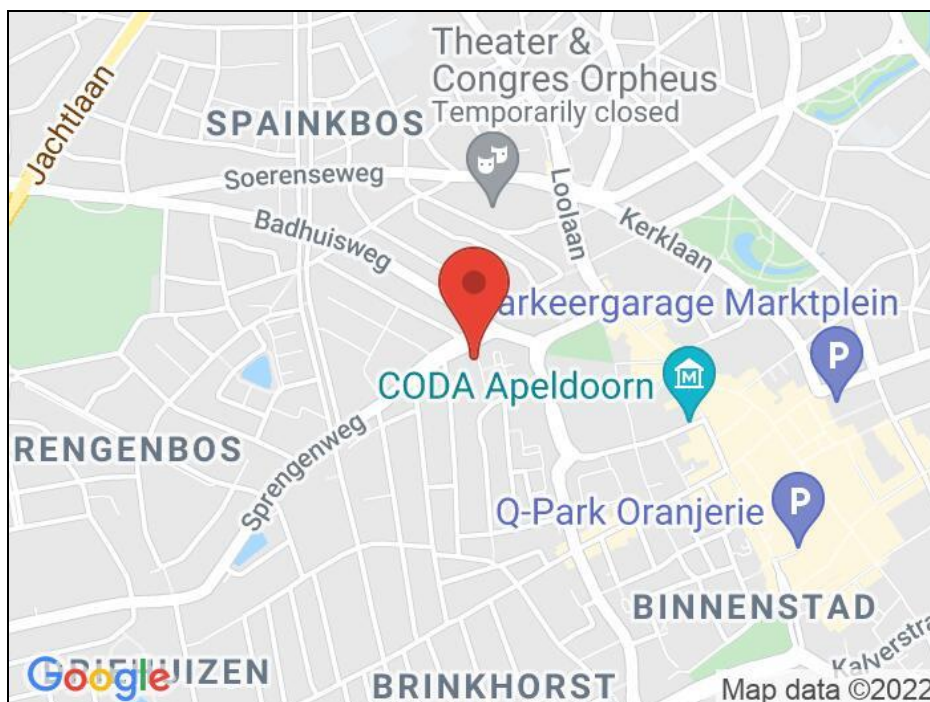 Theater &
Congres Orpheus
Temporarily closed
Jachtlaan
SPAINKBOS
Soerenseweg
Loolaan
Badhuisweg
Kerklaan
arkeergarage Marktplein
CODA Apeldoorn
RENGENBOS
Sprengenweg
Q-Park Oranjerie
P
P
M
BINNENSTAD
Kalverstra
Google
BRINKHORST
Map data ©2022